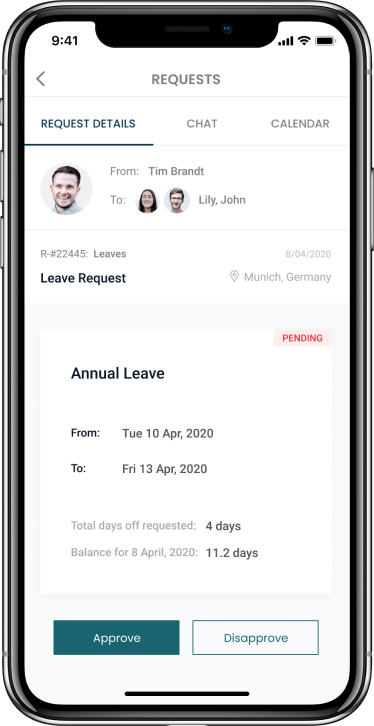 9:41
REQUESTS
REQUEST DETAILS CHAT CALENDAR
From: Tim Brandt
To: Lily, John
R-#22445: Leaves 8/04/2020
Leave Request Munich, Germany
PENDING
Annual Leave
From: Tue 10 Apr, 2020
To: Fri 13 Apr, 2020
Total days off requested: 4 days
Balance for 8 April, 2020: 11.2 days
Approve Disapprove